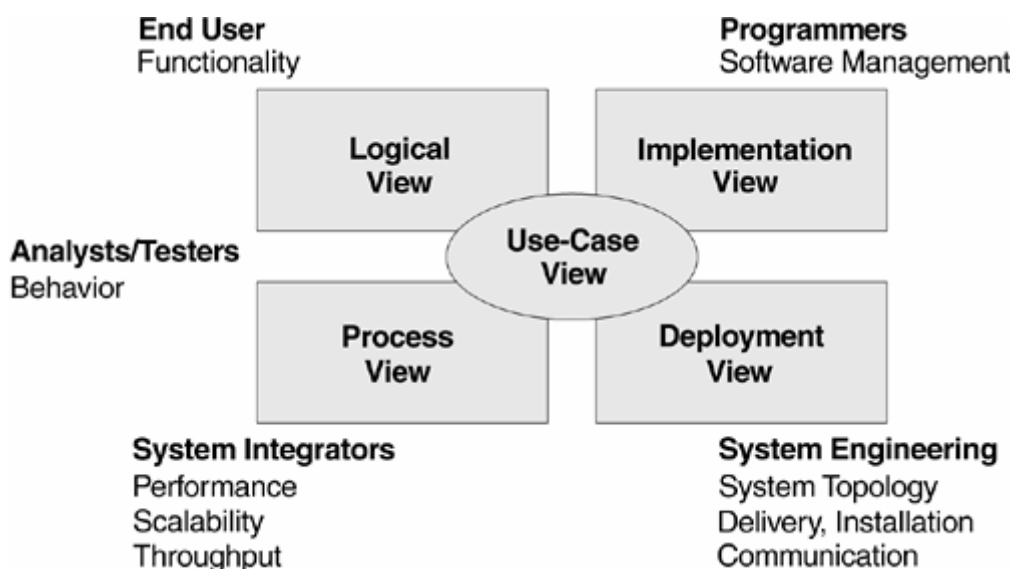 End User
Functionality
Programmers
Software Management
Logical
View
Implementation
View
Analysts/Testers
Behavior
Use-Case
View
Process
View
Deployment
View
System Integrators
Performance
Scalability
Throughput
System Engineering
System Topology
Delivery, Installation
Communication